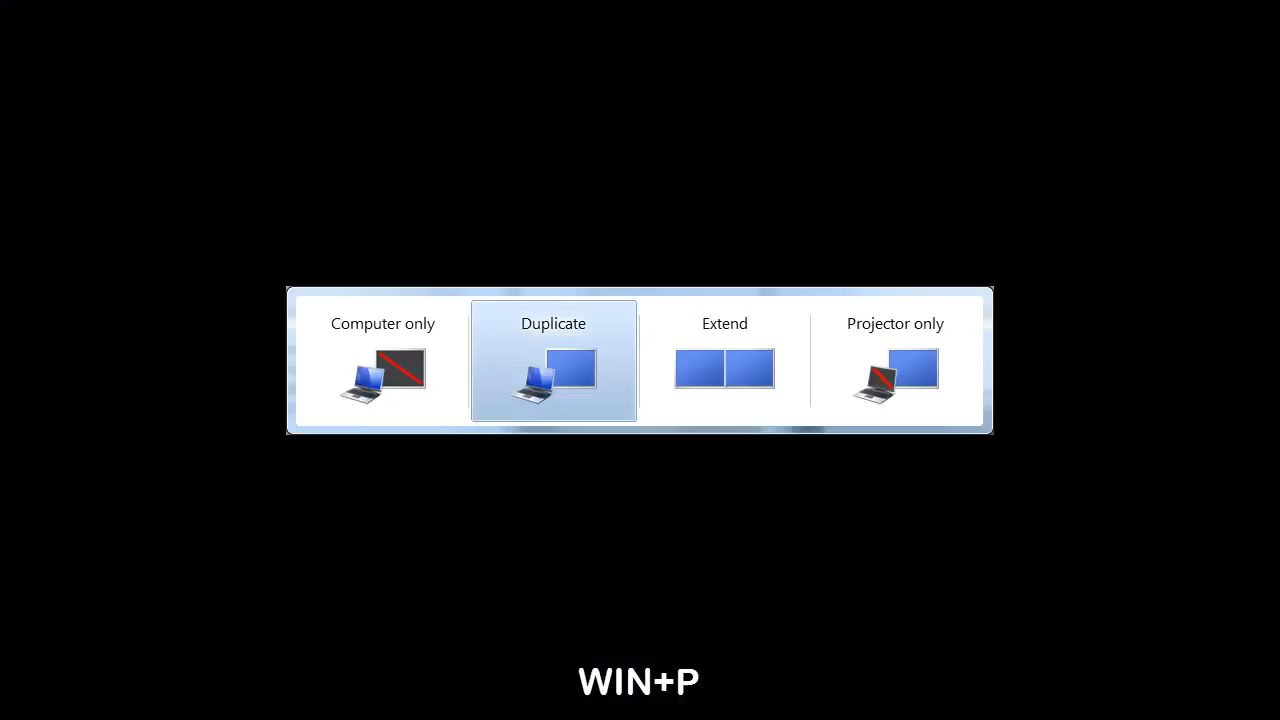 Computer only
Duplicate
Extend
Projector only
WIN+P